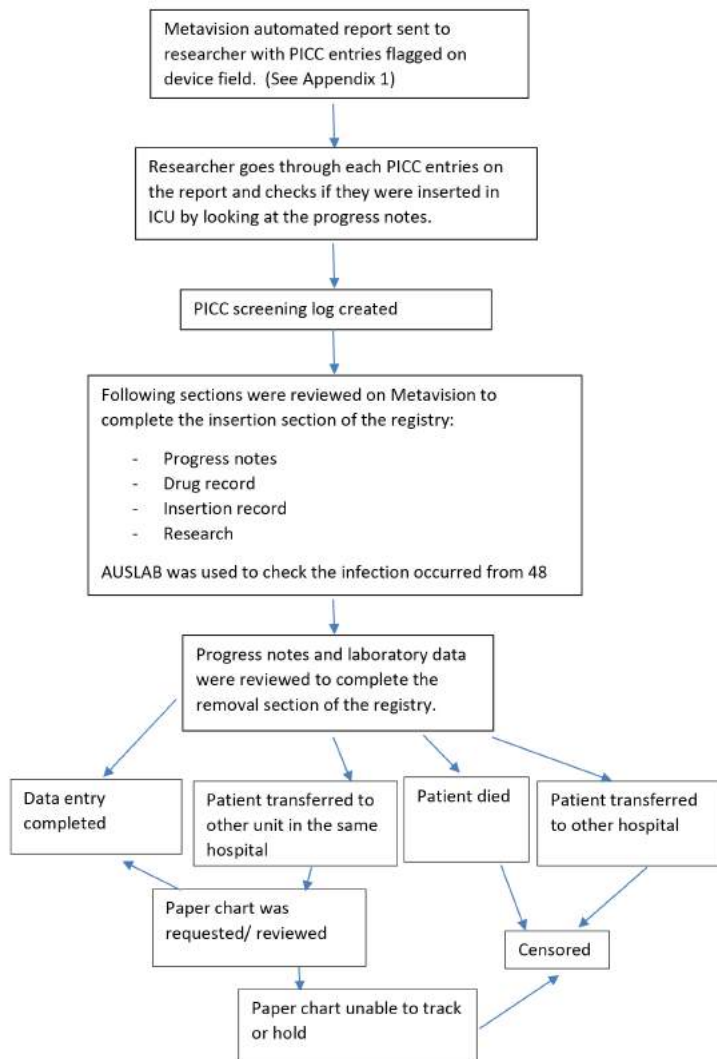 Metavision automated report sent to
researcher with PICC entries flagged on
device field.  (See Appendix 1)
Researcher goes through each PICC entries on
the report and checks if they were inserted in
ICU by looking at the progress notes.
PICC screening log created
Following sections were reviewed on Metavision to
complete the insertion section of the registry:
- Progress notes
- Drug record
- Insertion record
- Research
AUSLAB was used to check the infection occurred from 48
Progress notes and laboratory data
were reviewed to complete the
removal section of the registry.
Data entry
completed
Patient transferred to
other unit in the same
hospital
Patient died
Patient transferred
to other hospital
Paper chart was
requested/ reviewed
Censored
Paper chart unable to track
or hold